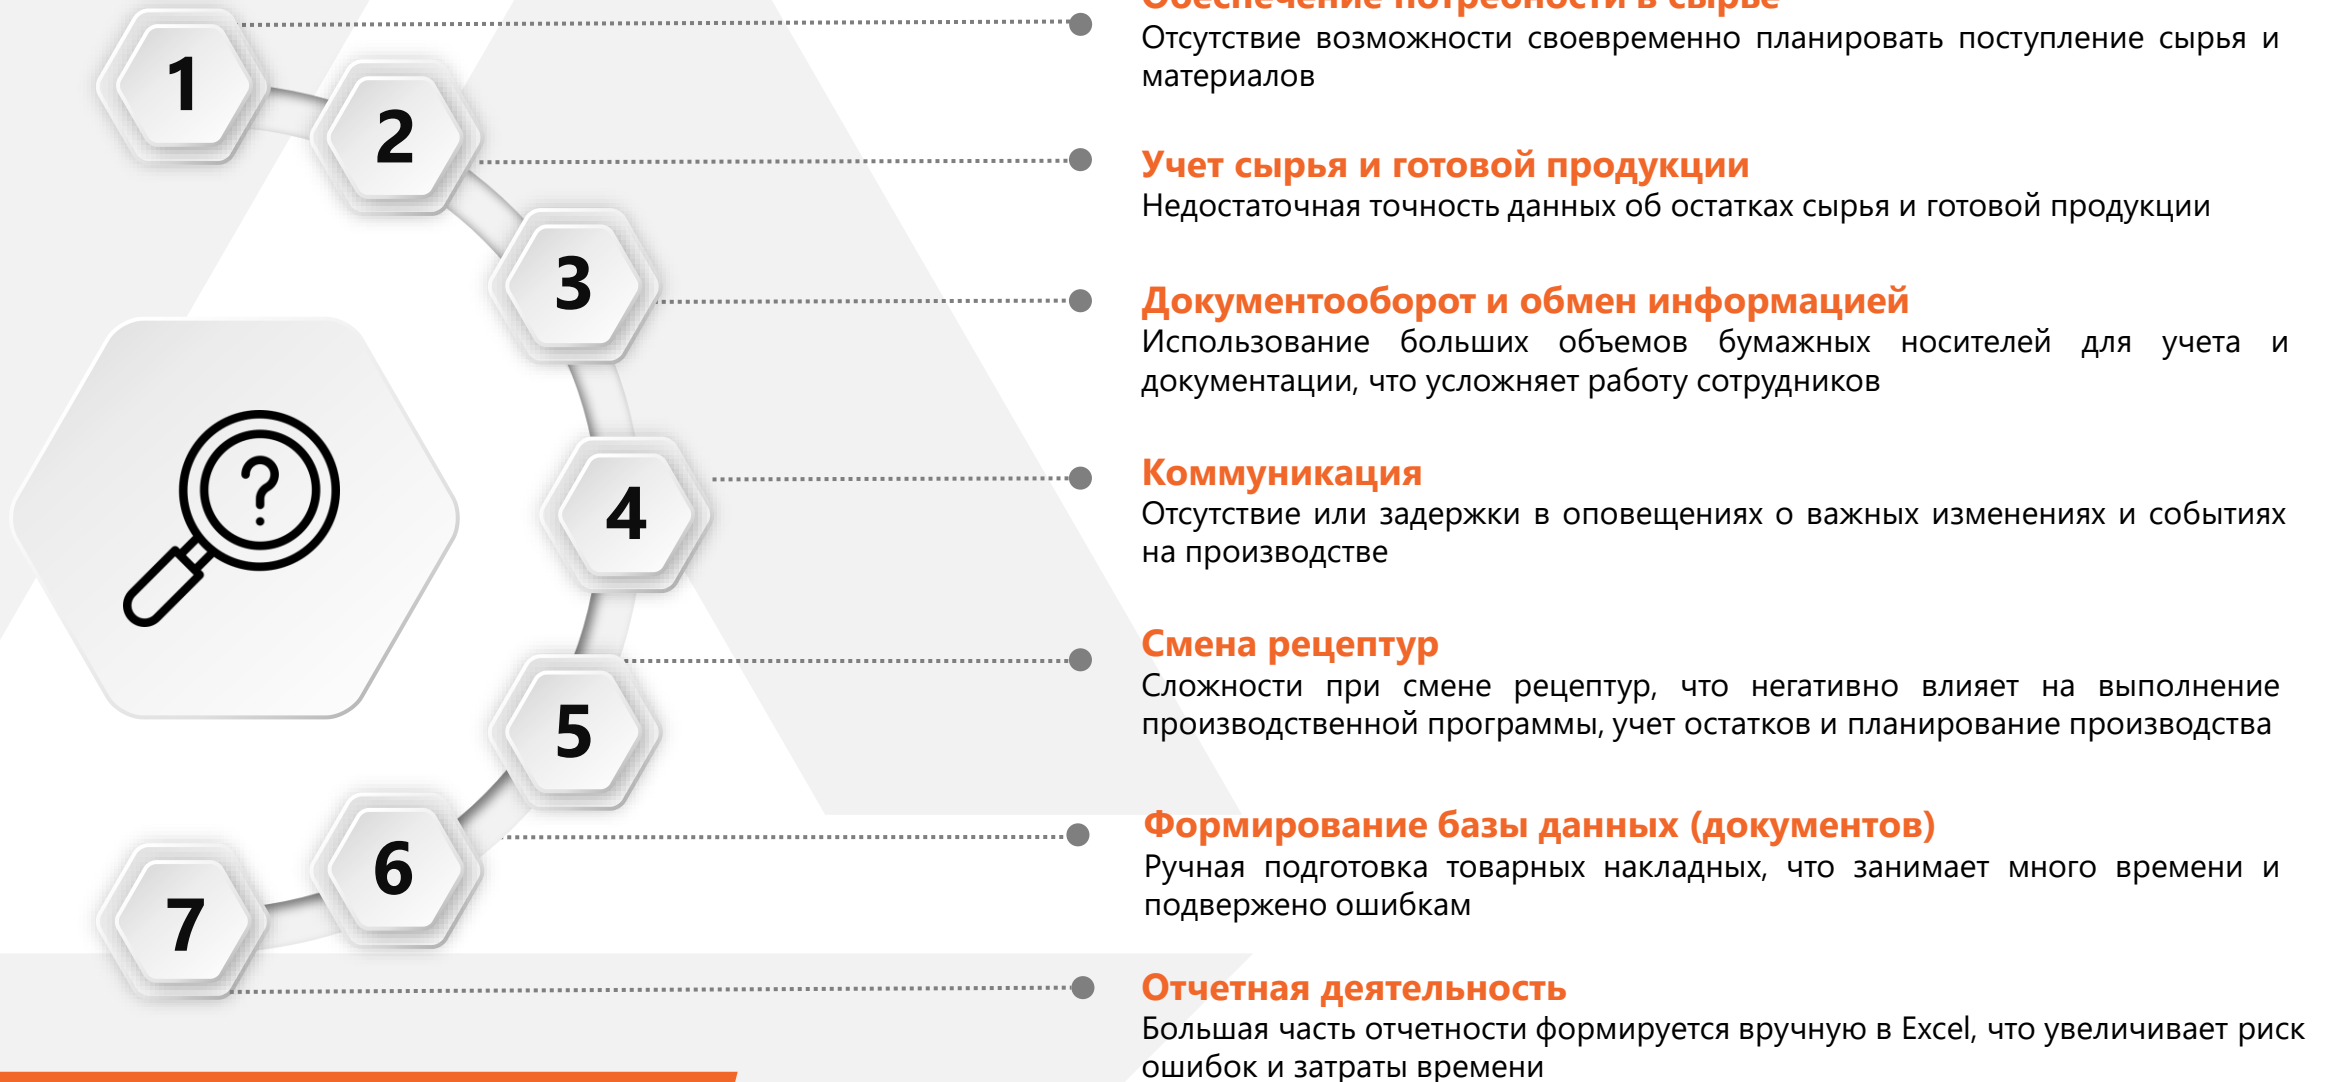 1
Обеспечение потребности в сырье
Отсутствие возможности своевременно планировать поступление сырья и
материалов
2
Учет сырья и готовой продукции
Недостаточная точность данных об остатках сырья и готовой продукции
3
Документооборот и обмен информацией
Использование больших объемов бумажных носителей для учета и
документации, что усложняет работу сотрудников
4
Коммуникация
Отсутствие или задержки в оповещениях о важных изменениях и событиях
на производстве
5
Смена рецептур
Сложности при смене рецептур, что негативно влияет на выполнение
производственной программы, учет остатков и планирование производства
6
Формирование базы данных (документов)
Ручная подготовка товарных накладных, что занимает много времени и
подвержено ошибкам
7
Отчетная деятельность
Большая часть отчетности формируется вручную в Excel, что увеличивает риск
ошибок и затраты времени
?